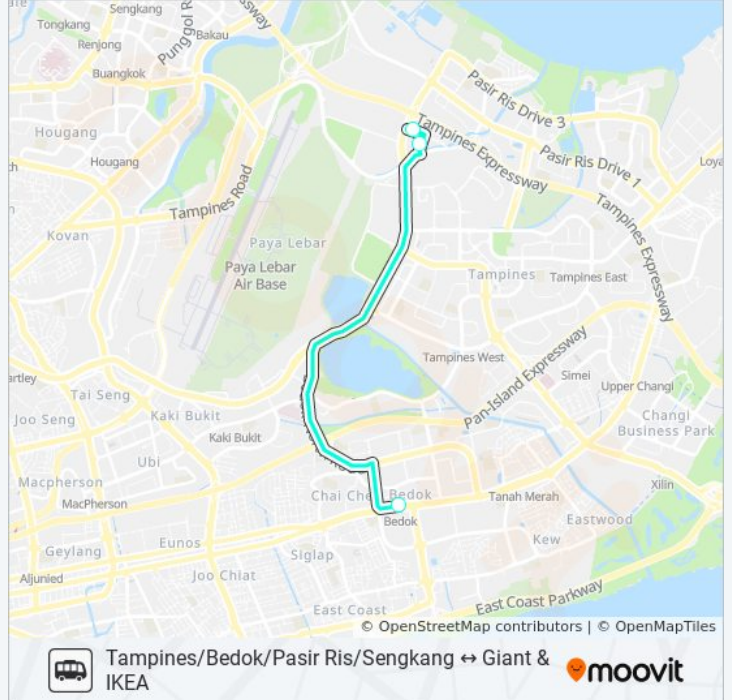 Sengkang
Tongkang
Renjong
Bakau
Punggol R
Expressway
Buangkok
Hougang
Hougang
Pasir Ris Drive 3
Tampines Expressway
Pasir Ris Drive 1
Loya
Tampines Road
Tampines Expressway
Kovan
Paya Lebar
Paya Lebar
Air Base
Tampines
Tampines East
Tampines West
Pan-Island Expressway
Simei
Upper Changi
artley
Tai Seng
Joo Seng
Kaki Bukit
Kaki Bukit
Changi
Business Park
Ubi
Macpherson
MacPherson
Chai Che
Bedok
Tanah Merah
Xilin
Bedok
Eastwood
Kew
Eunos
Geylang
Siglap
Aljunied
Joo Chiat
East Coast
East Coast Parkway
© OpenStreetMap contributors | © OpenMapTiles
Tampines/Bedok/Pasir Ris/Sengkang ↔ Giant &
IKEA
moovit